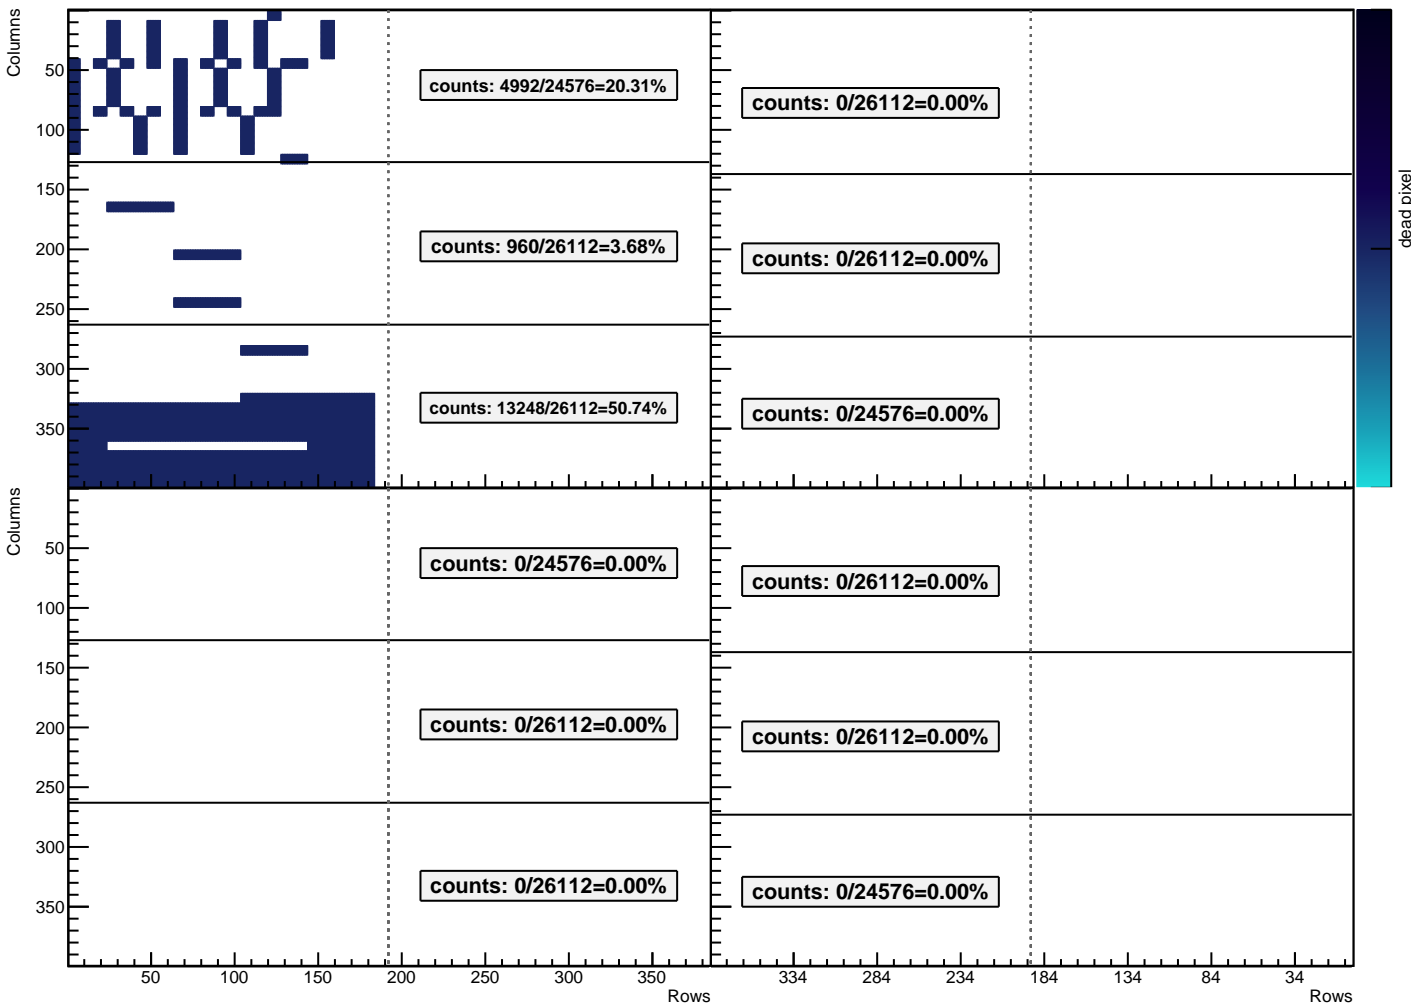 Columns
50
100
150
200
250
300
350
counts: 4992/24576=20.31%
counts: 960/26112=3.68%
counts: 13248/26112=50.74%
counts: 0/26112=0.00%
counts: 0/26112=0.00%
counts: 0/24576=0.00%
dead pixel
Columns
50
100
150
200
250
300
350
counts: 0/24576=0.00%
counts: 0/26112=0.00%
counts: 0/26112=0.00%
counts: 0/26112=0.00%
counts: 0/26112=0.00%
counts: 0/24576=0.00%
50 100 150 200 250 300 350
Rows
334 284 234 184 134 84 34
Rows